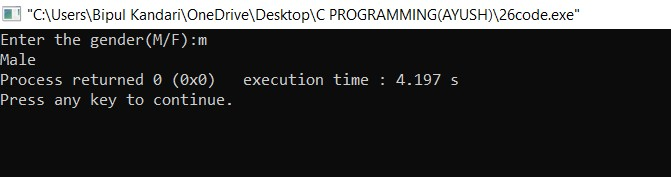 "C:\Users\Bipul Kandari\OneDrive\Desktop\C PROGRAMMING(AYUSH)\26code.exe"
Enter the gender(M/F):m
Male
Process returned 0 (0x0)   execution time : 4.197 s
Press any key to continue.